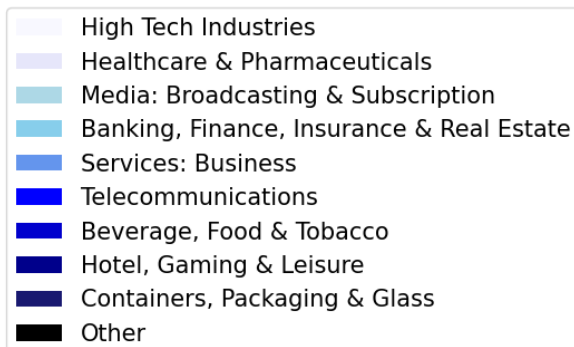 High Tech Industries
Healthcare & Pharmaceuticals
Media: Broadcasting & Subscription
Banking, Finance, Insurance & Real Estate
Services: Business
Telecommunications
Beverage, Food & Tobacco
Hotel, Gaming & Leisure
Containers, Packaging & Glass
Other